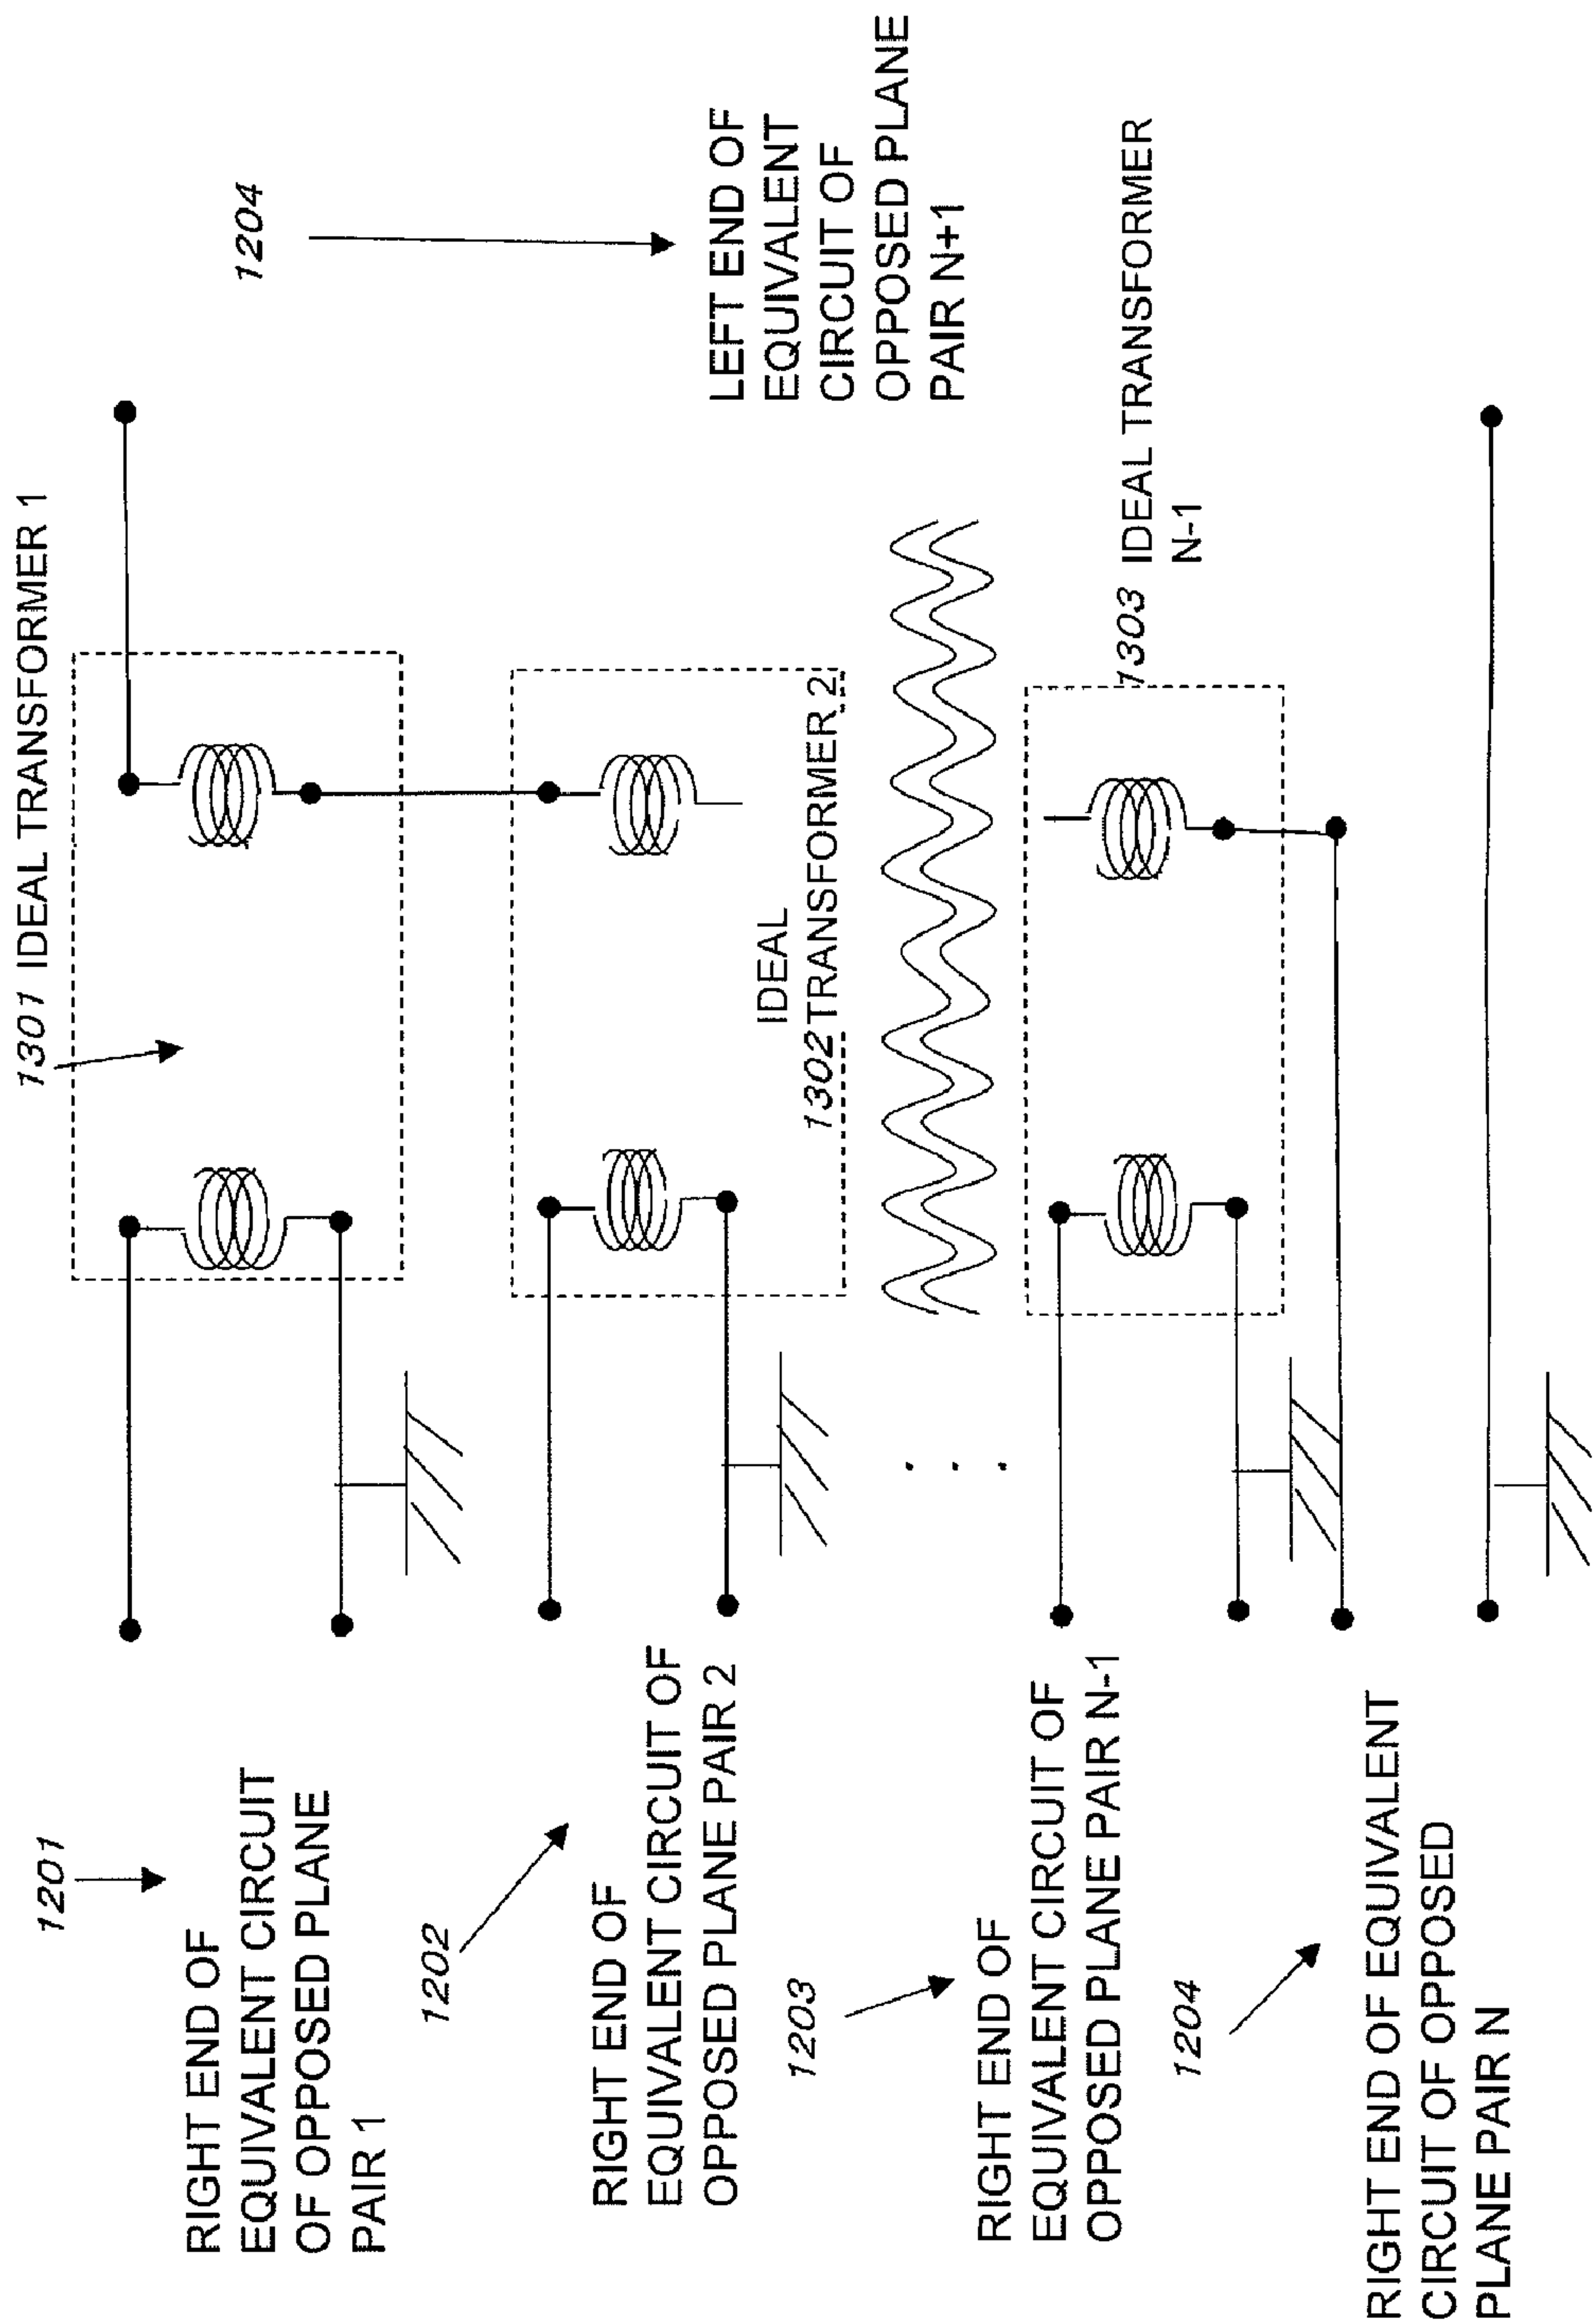 1301 IDEAL TRANSFORMER 1
1201
RIGHT END OF
EQUIVALENT CIRCUIT
OF OPPOSED PLANE
PAIR 1
1204
LEFT END OF
EQUIVALENT
CIRCUIT OF
OPPOSED PLANE
PAIR N+1
1202
RIGHT END OF
EQUIVALENT CIRCUIT OF
OPPOSED PLANE PAIR 2
IDEAL
1302 TRANSFORMER 2
1203
RIGHT END OF
EQUIVALENT CIRCUIT OF
OPPOSED PLANE PAIR N-1
. . .
1303 IDEAL TRANSFORMER
N-1
1204
RIGHT END OF EQUIVALENT
CIRCUIT OF OPPOSED
PLANE PAIR N